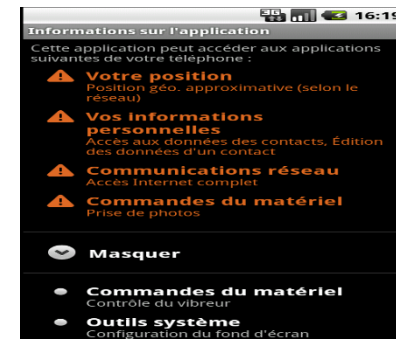 3G 16:19
Informations sur l'application
Cette application peut accéder aux applications
suivantes de votre téléphone :
Votre position
Position géo. approximative (selon le
réseau)
Vos informations
personnelles
Accès aux données des contacts, Édition
des données d'un contact
Communications réseau
Accès Internet complet
Commandes du matériel
Prise de photos
Masquer
Commandes du matériel
Contrôle du vibreur
Outils système
Configuration du fond d'écran